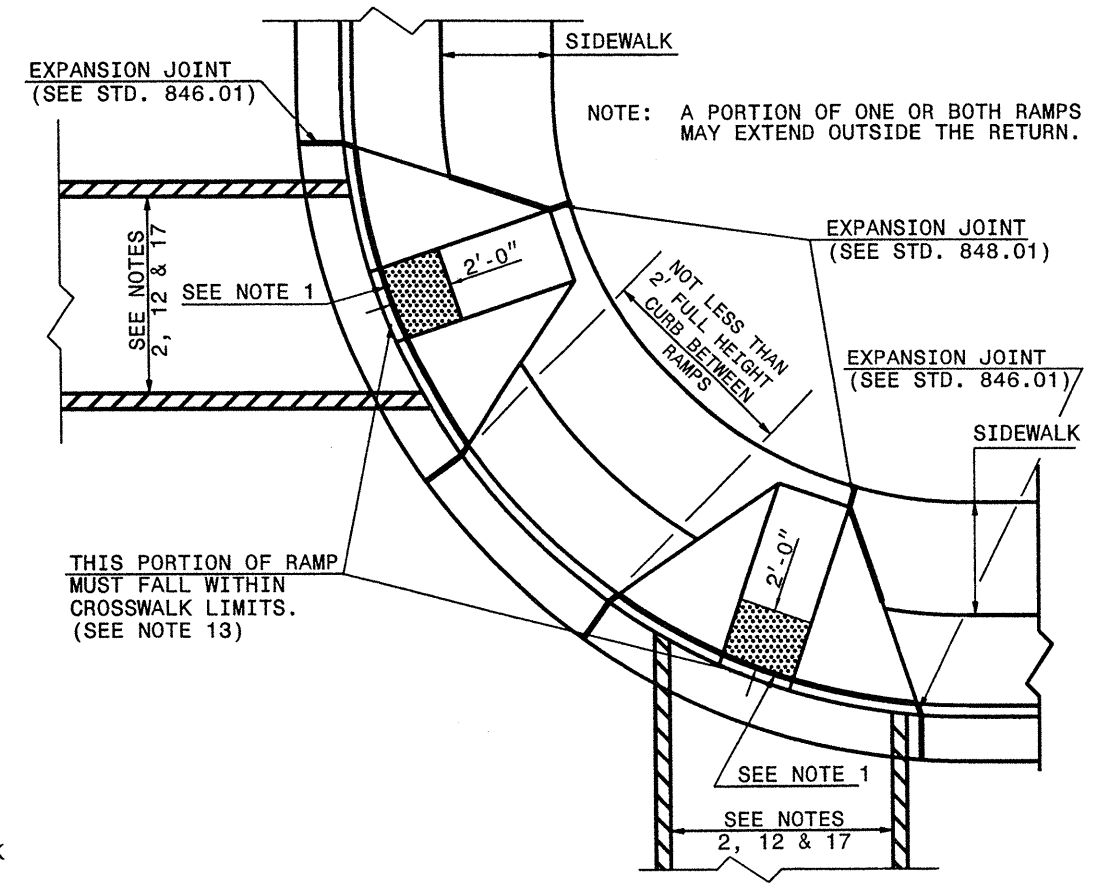 SIDEWALK
EXPANSION JOINT
(SEE STD. 846.01)
NOTE: A PORTION OF ONE OR BOTH RAMPS
MAY EXTEND OUTSIDE THE RETURN.
SEE NOTES
2, 12 & 17
SEE NOTE 1
2'-0"
EXPANSION JOINT
(SEE STD. 848.01)
NOT LESS THAN
2' FULL HEIGHT
CURB BETWEEN
RAMPS
EXPANSION JOINT
(SEE STD. 846.01)
SIDEWALK
THIS PORTION OF RAMP
MUST FALL WITHIN
CROSSWALK LIMITS.
(SEE NOTE 13)
2'-0"
SEE NOTE 1
SEE NOTES
2, 12 & 17
K